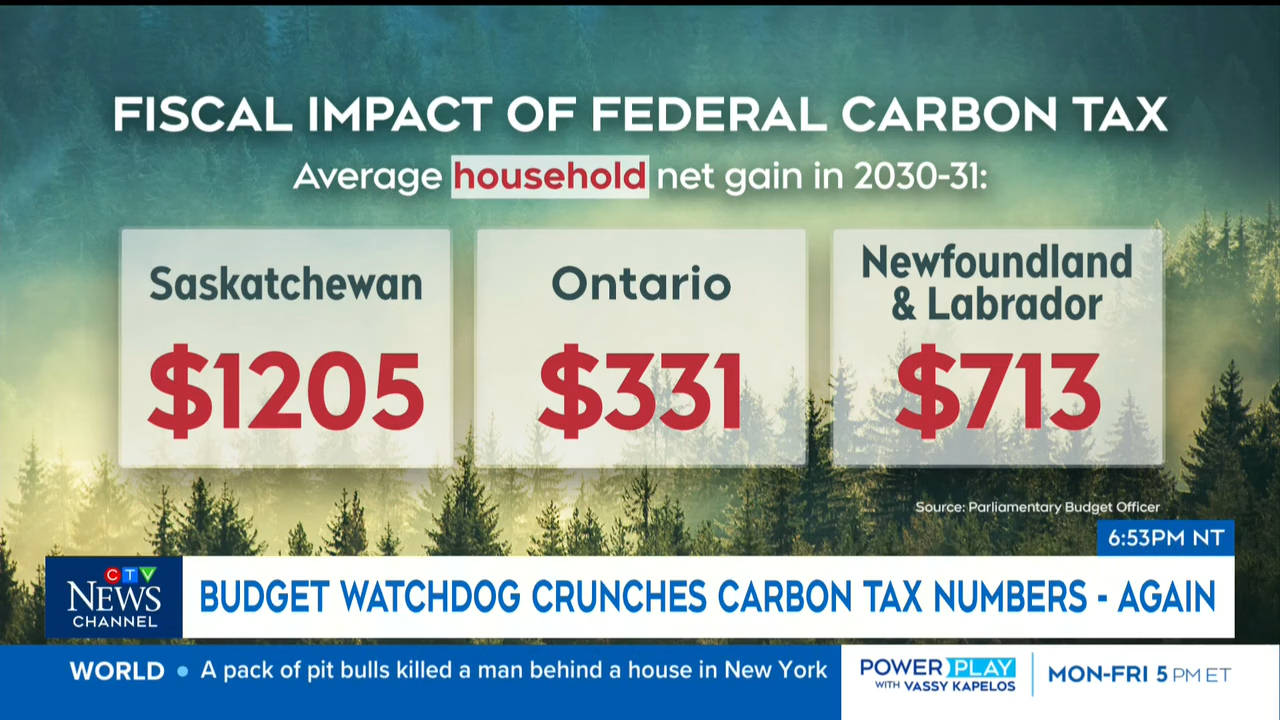 FISCAL IMPACT OF FEDERAL CARBON TAX
Average household net gain in 2030-31:
Saskatchewan
$1205
Ontario
$331
Newfoundland
& Labrador
$713
Source: Parliamentary Budget Officer
6:53PM NT
CTV
NEWS
CHANNEL
BUDGET WATCHDOG CRUNCHES CARBON TAX NUMBERS - AGAIN
WORLD • A pack of pit bulls killed a man behind a house in New York
POWER PLAY
WITH VASSY KAPELOS
MON-FRI 5 PM ET